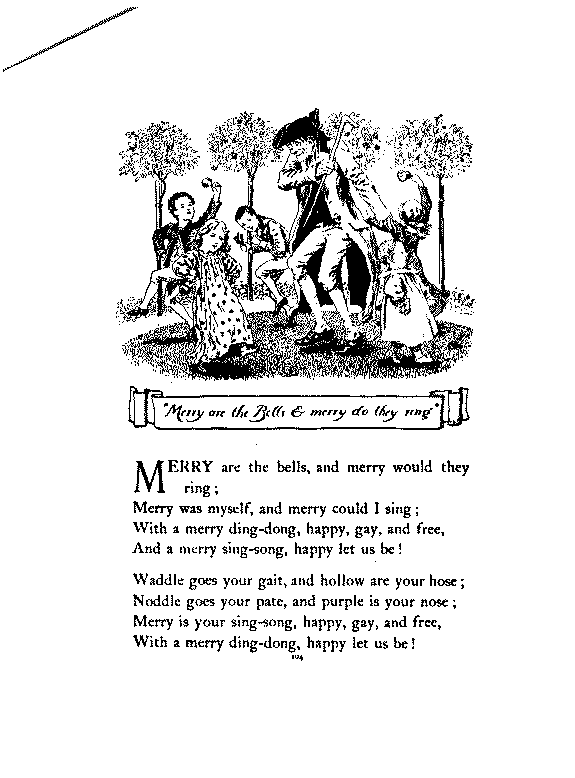 "Merry are the Bells & merry do they ring"
MERRY are the bells, and merry would they
ring;
Merry was myself, and merry could I sing;
With a merry ding-dong, happy, gay, and free,
And a merry sing-song, happy let us be!
Waddle goes your gait, and hollow are your hose;
Noddle goes your pate, and purple is your nose;
Merry is your sing-song, happy, gay, and free,
With a merry ding-dong, happy let us be!
104